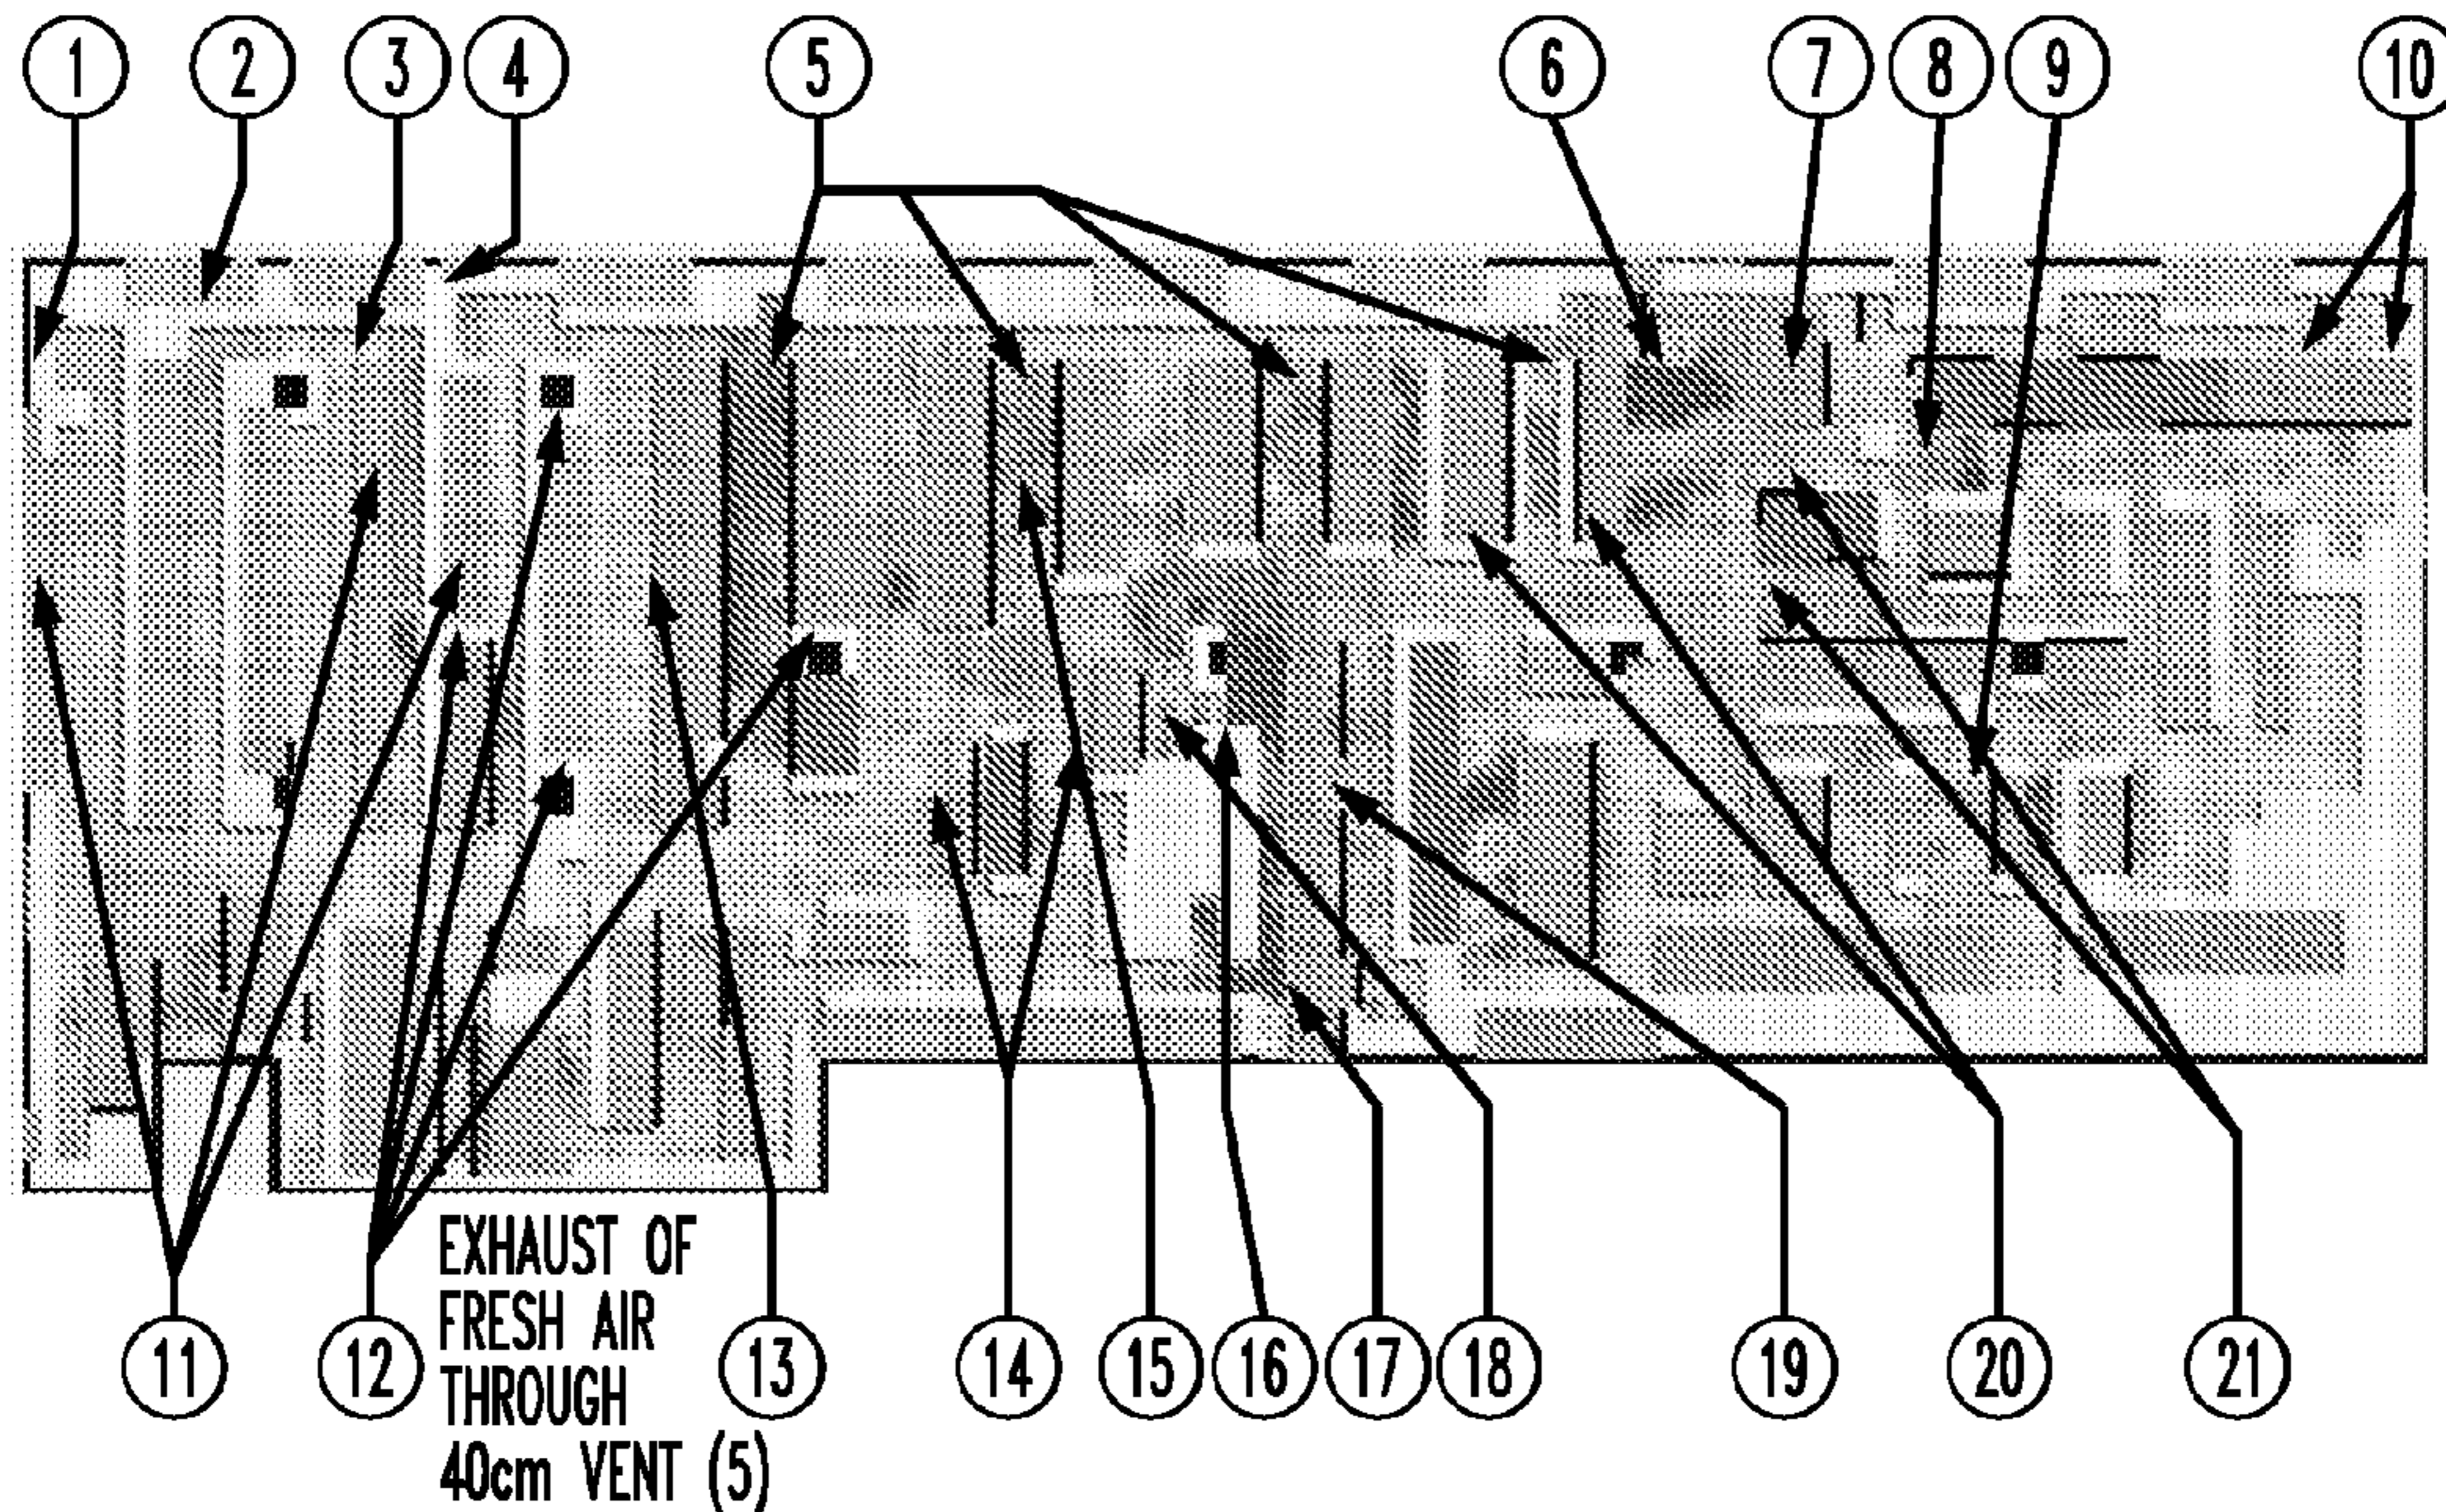 1 2 3 4 5 6 7 8 9 10
11 12 13 14 15 16 17 18 19 20 21
EXHAUST OF
FRESH AIR
THROUGH
40cm VENT (5)